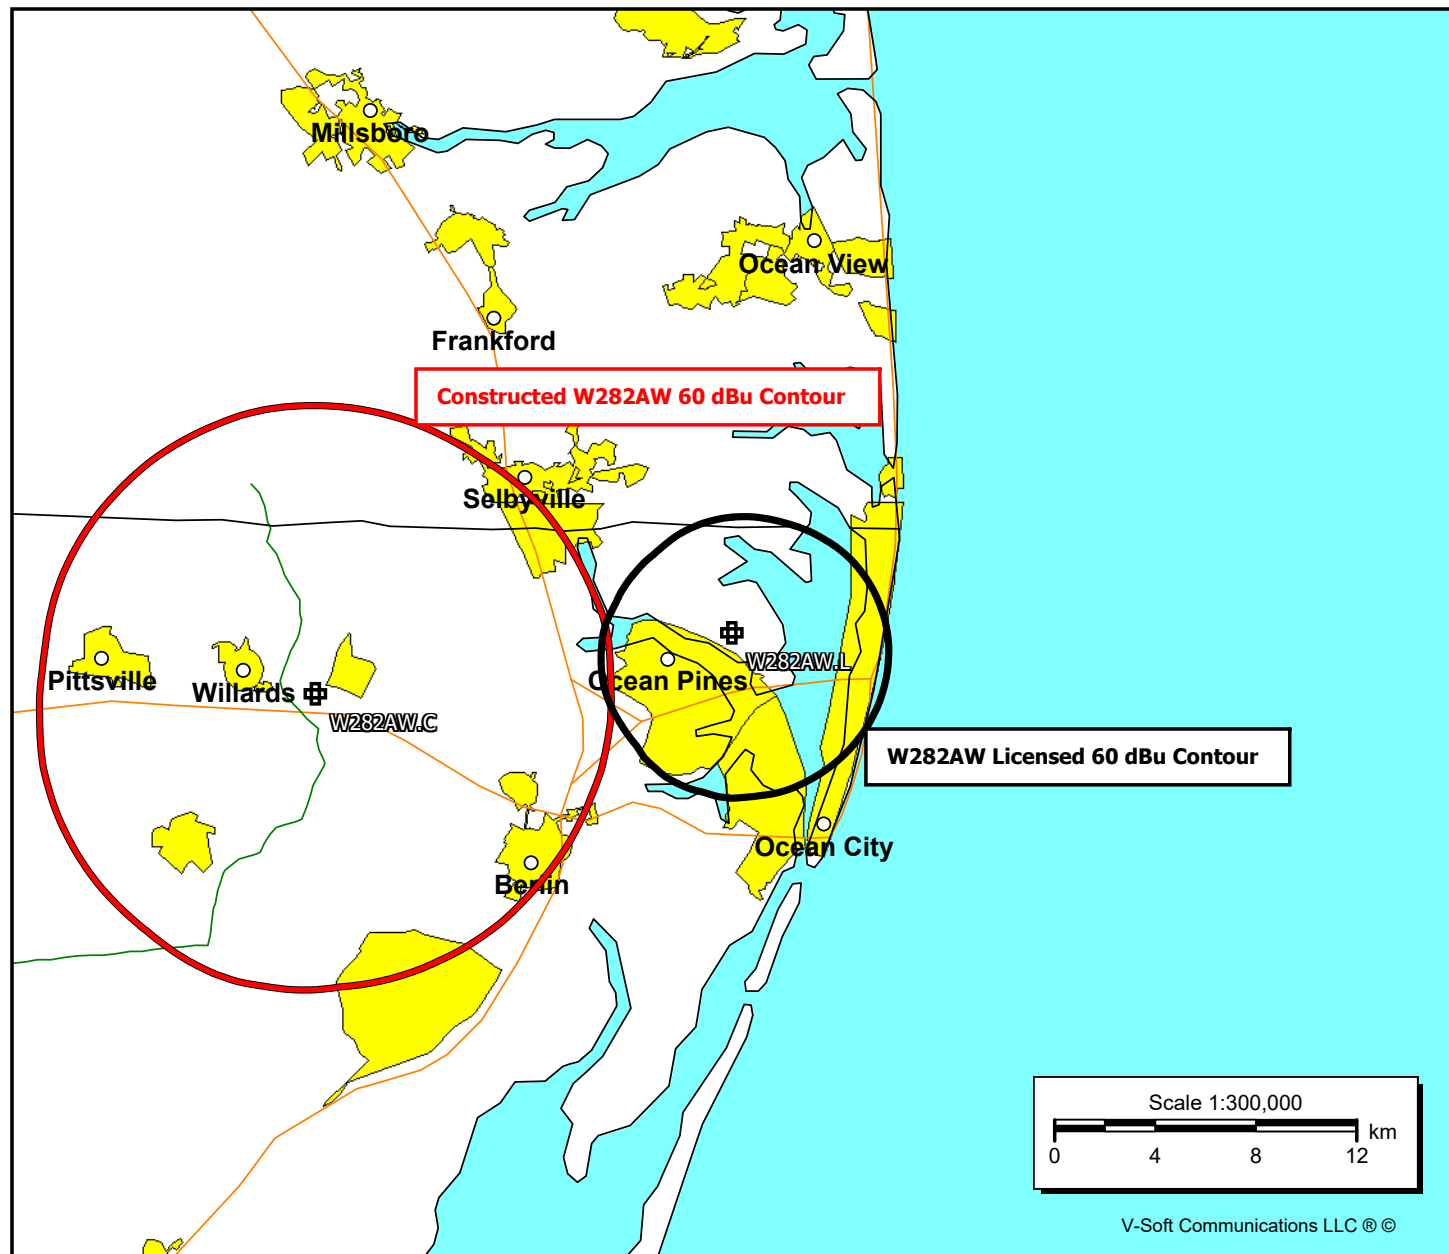 Millsboro
Ocean View
Frankford
Constructed W282AW 60 dBu Contour
Selbyville
Pittsville
Willards
W282AW.C
Ocean Pines
W282AW.L
W282AW Licensed 60 dBu Contour
Ocean City
Berlin
Scale 1:300,000
km
0 4 8 12
V-Soft Communications LLC ® ©